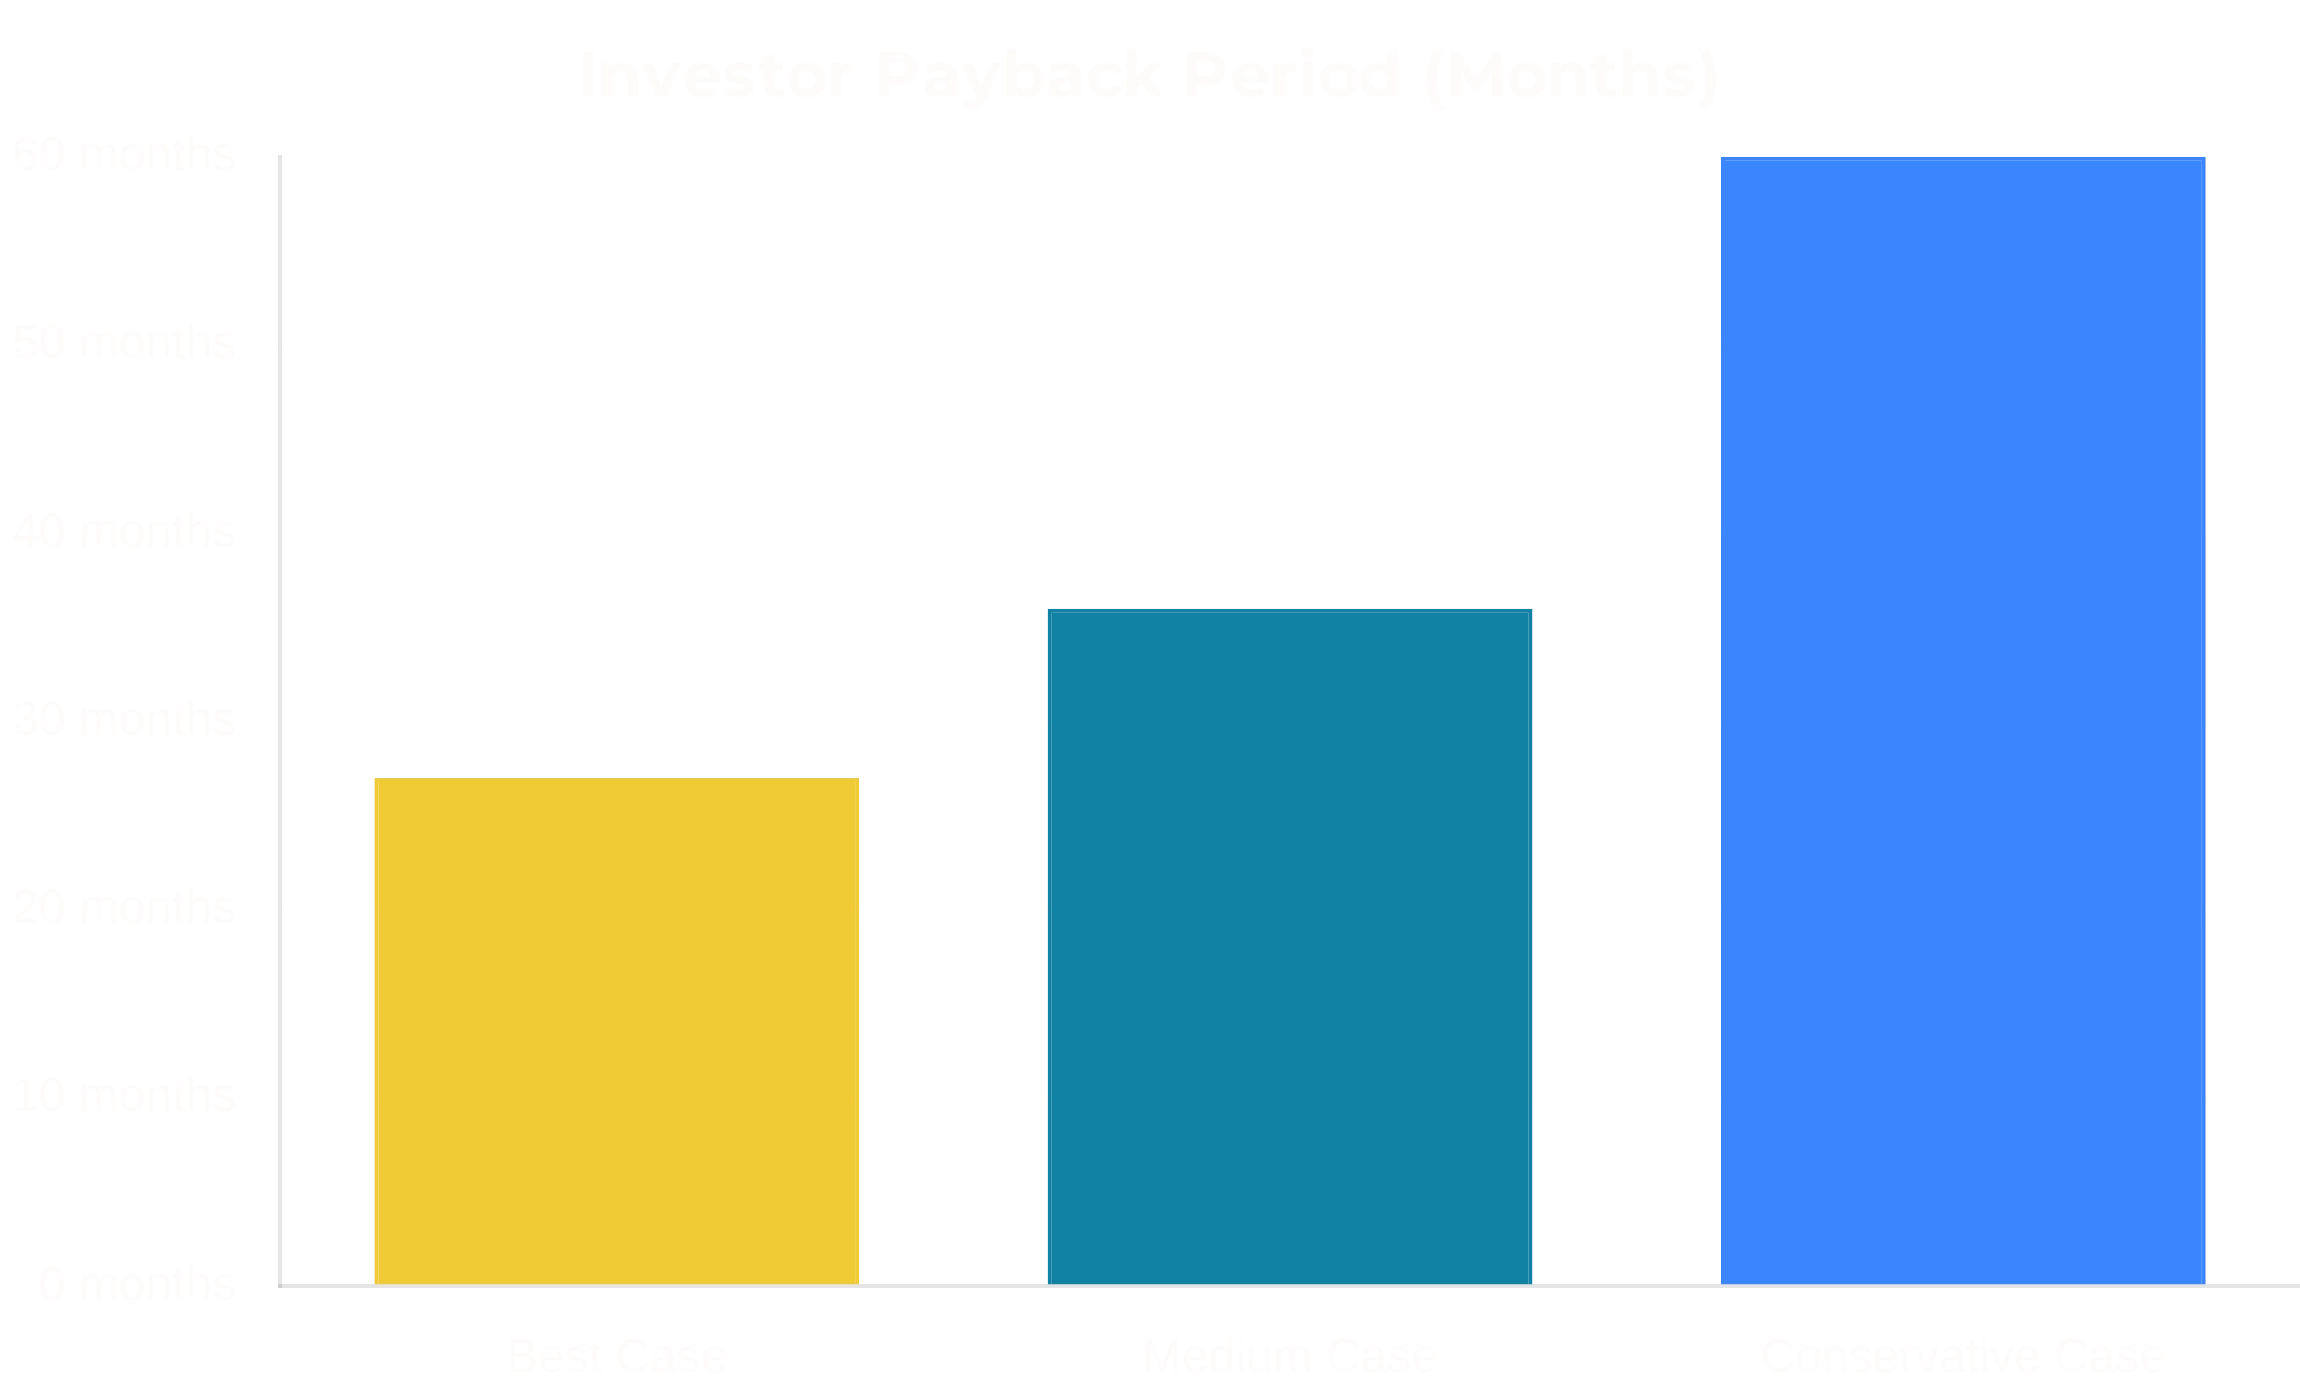 Investor Payback Period (Months)
60 months
50 months
40 months
30 months
20 months
10 months
0 months
Best Case
Medium Case
Conservative Case